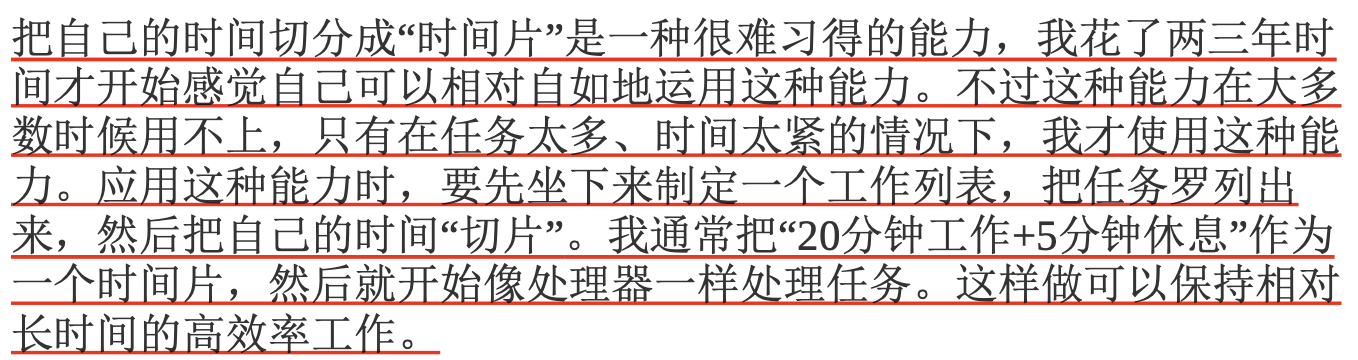 把自己的时间切分成“时间片”是一种很难习得的能力，我花了两三年时
间才开始感觉自己可以相对自如地运用这种能力。不过这种能力在大多
数时候用不上，只有在任务太多、时间太紧的情况下，我才使用这种能
力。应用这种能力时，要先坐下来制定一个工作列表，把任务罗列出
来，然后把自己的时间“切片”。我通常把“20分钟工作+5分钟休息”作为
一个时间片，然后就开始像处理器一样处理任务。这样做可以保持相对
长时间的高效率工作。